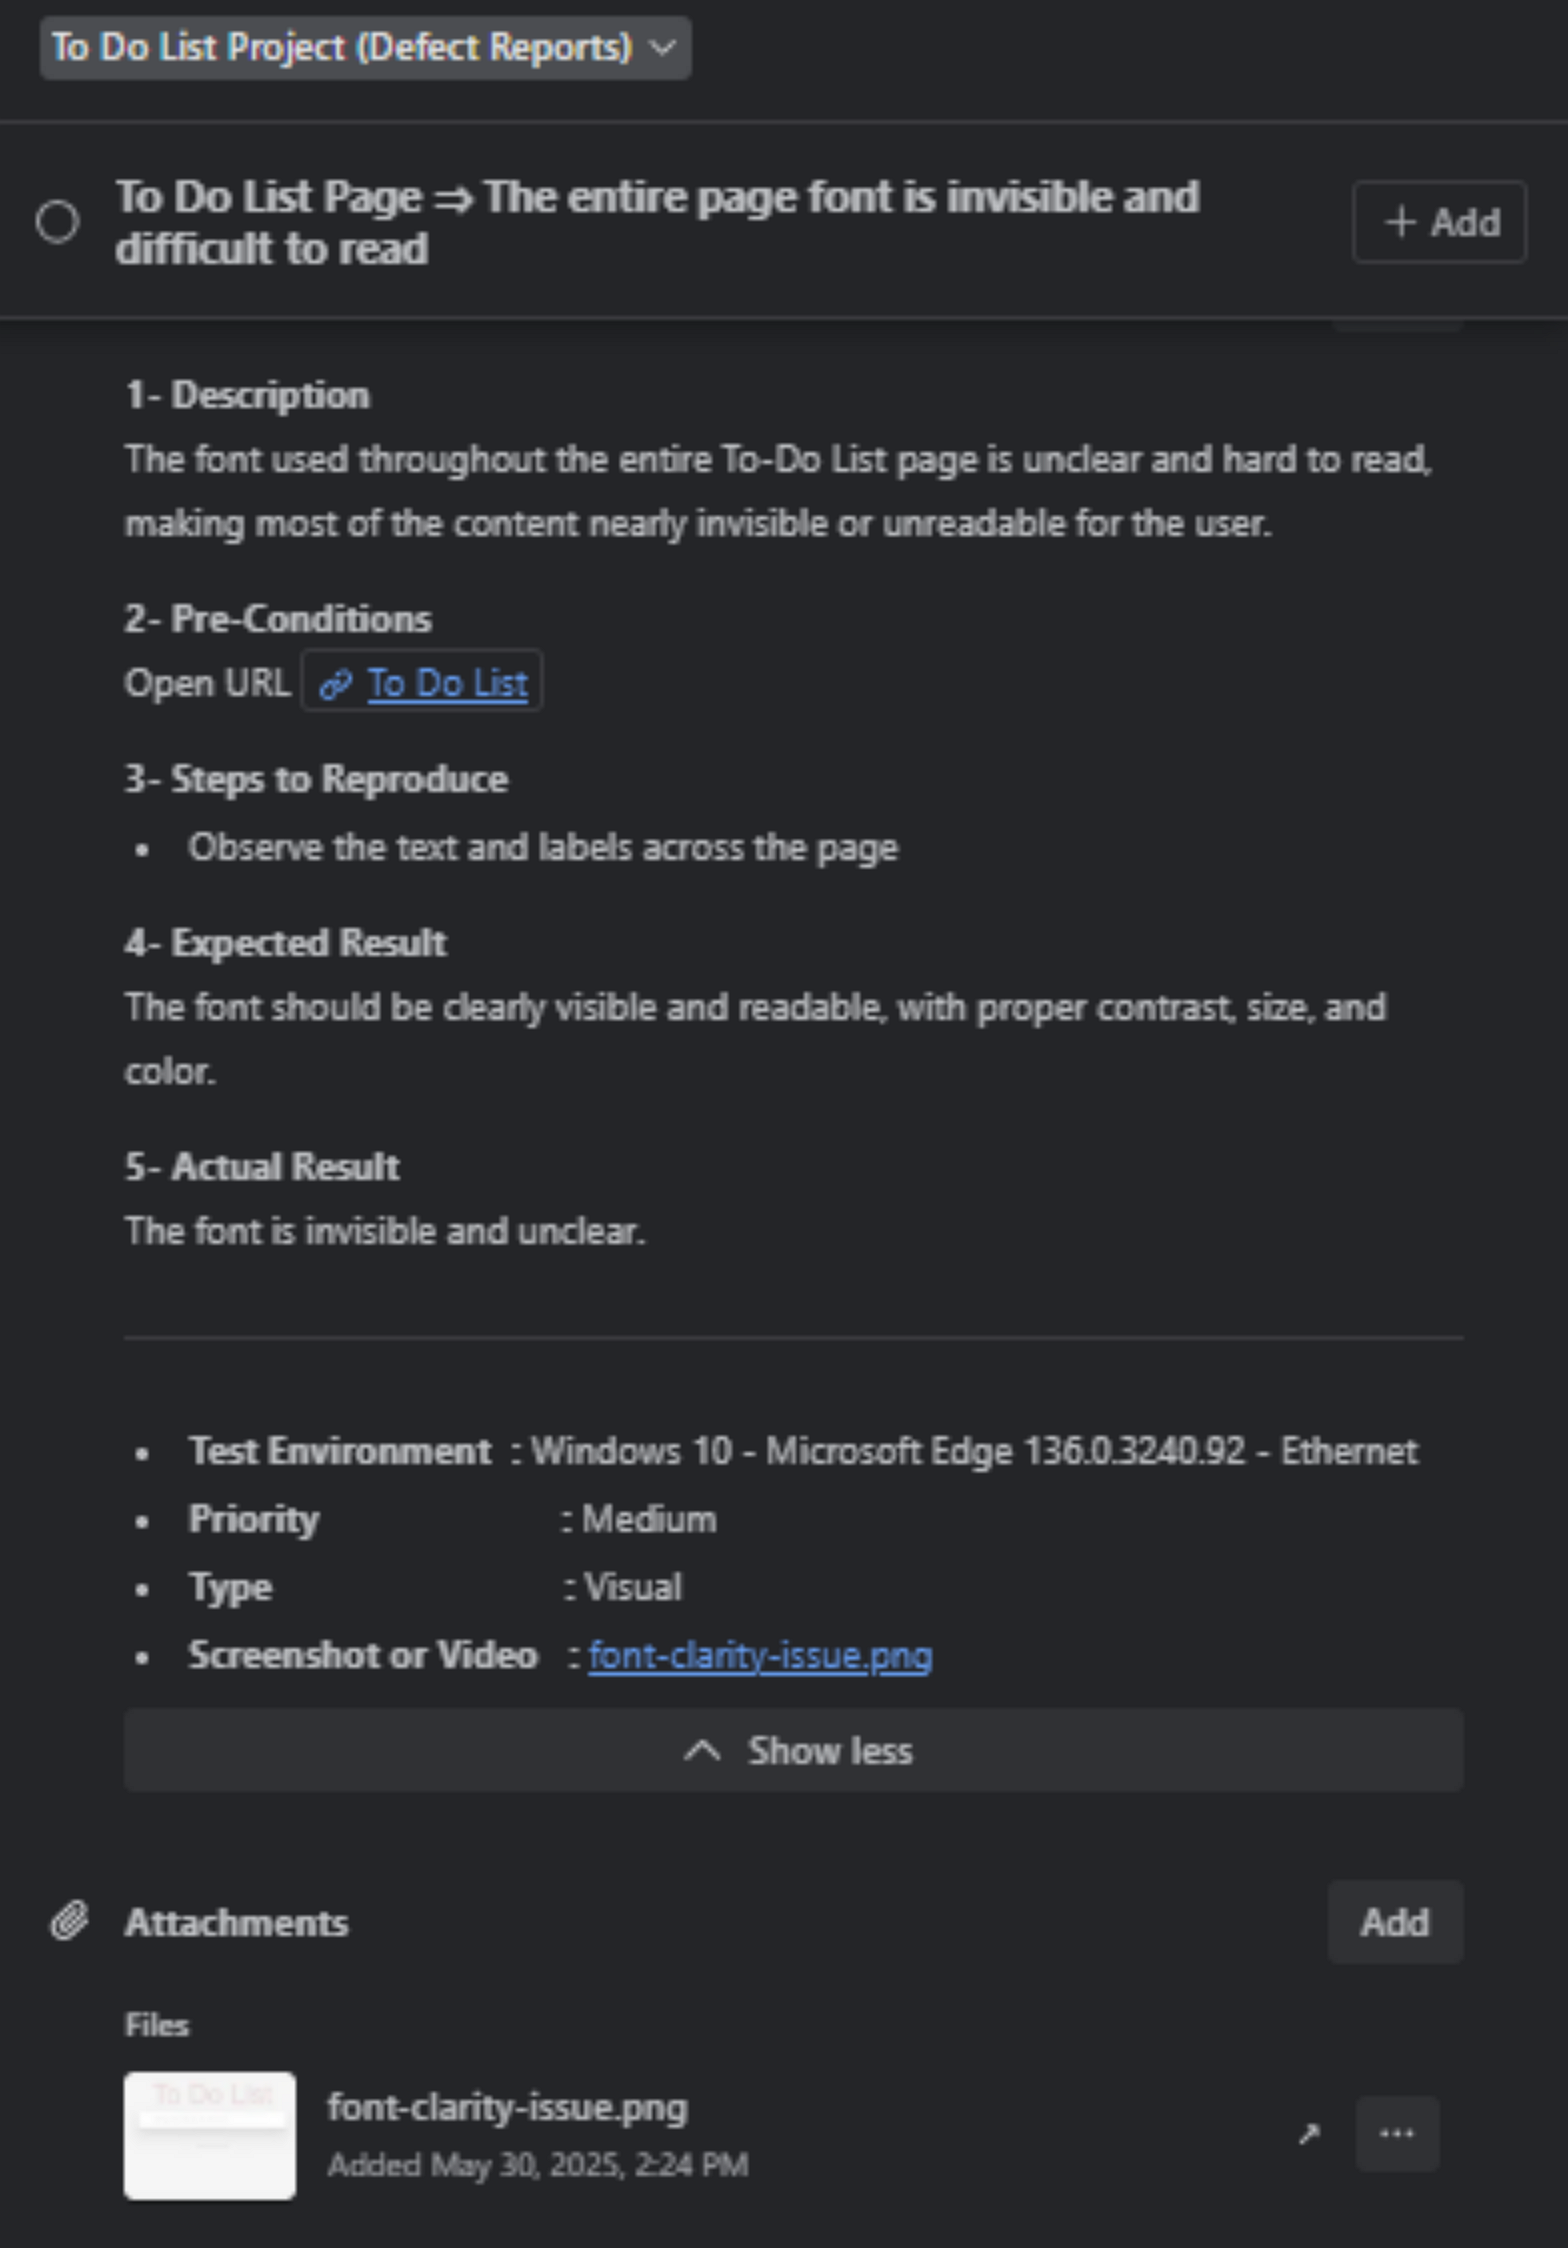 To Do List Project (Defect Reports)
To Do List Page ⇒ The entire page font is invisible and
difficult to read
+ Add
1- Description
The font used throughout the entire To-Do List page is unclear and hard to read,
making most of the content nearly invisible or unreadable for the user.
2- Pre-Conditions
Open URL To Do List
3- Steps to Reproduce
• Observe the text and labels across the page
4- Expected Result
The font should be clearly visible and readable, with proper contrast, size, and
color.
5- Actual Result
The font is invisible and unclear.
• Test Environment : Windows 10 - Microsoft Edge 136.0.3240.92 - Ethernet
• Priority : Medium
• Type : Visual
• Screenshot or Video : font-clarity-issue.png
Show less
Attachments
Add
Files
To Do List
font-clarity-issue.png
Added May 30, 2025, 2:24 PM